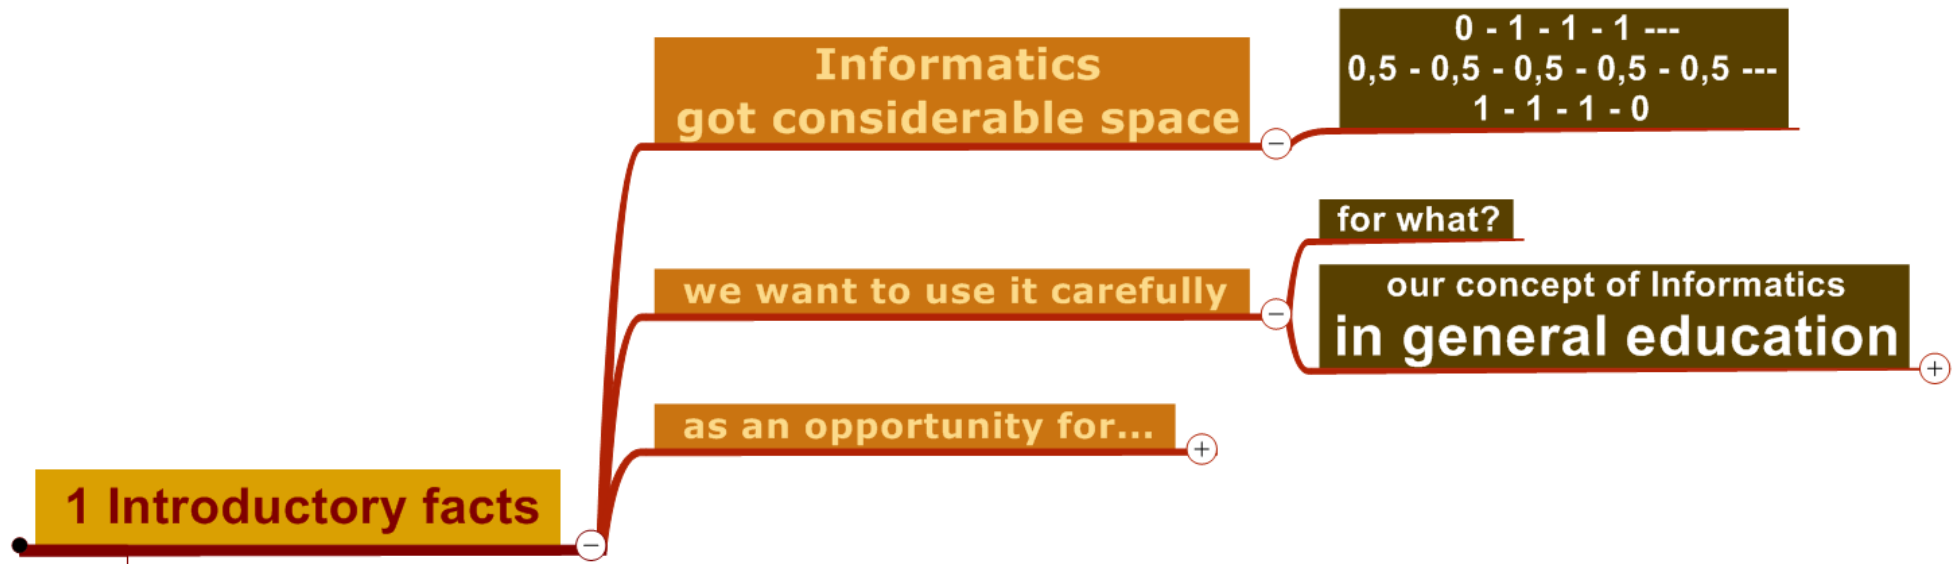 Informatics
got considerable space
0 - 1 - 1 - 1 ---
0,5 - 0,5 - 0,5 - 0,5 - 0,5 ---
1 - 1 - 1 - 0
we want to use it carefully
for what?
our concept of Informatics
in general education
as an opportunity for...
1 Introductory facts